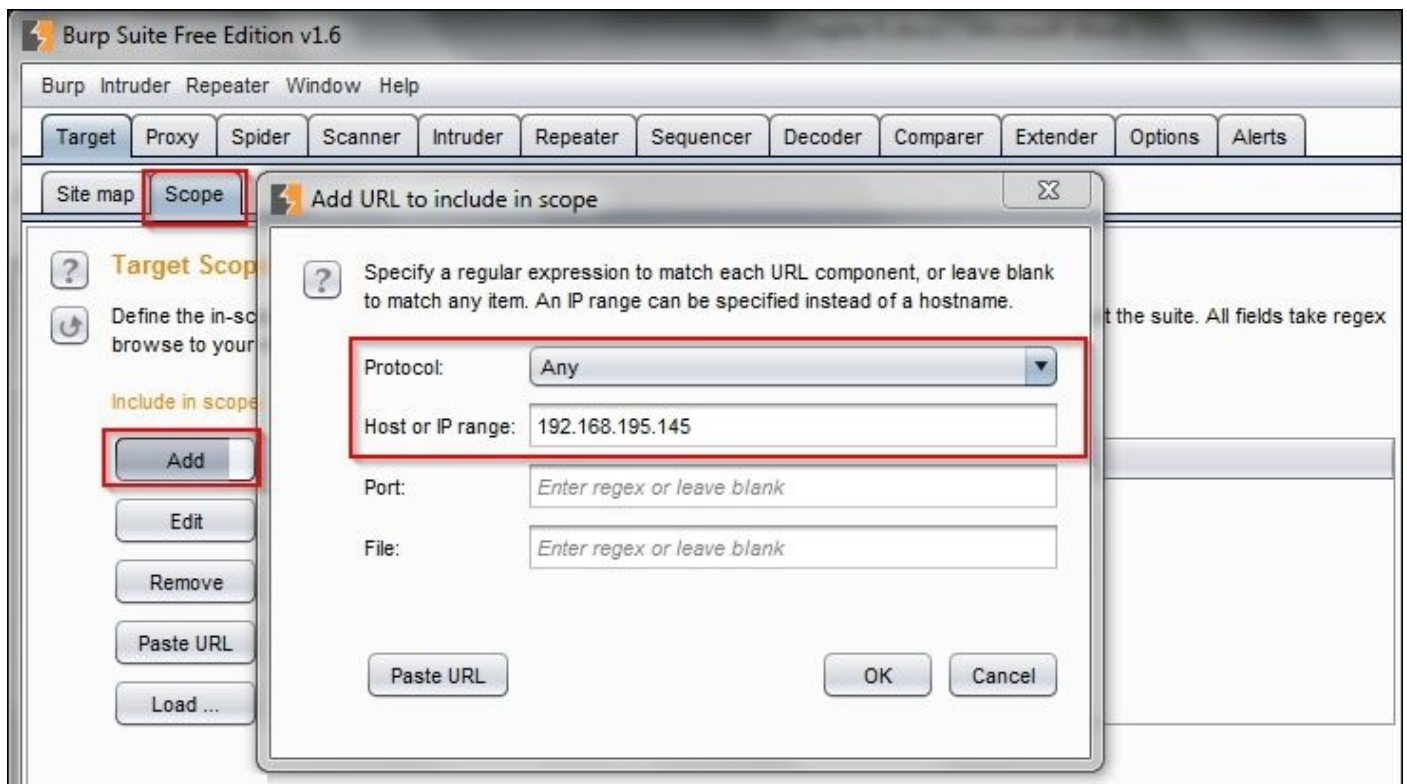 Burp Suite Free Edition v1.6
Burp Intruder Repeater Window Help
Target Proxy Spider Scanner Intruder Repeater Sequencer Decoder Comparer Extender Options Alerts
Site map Scope
Add URL to include in scope
Target Scop
Define the in-sc
browse to your
t the suite. All fields take regex
Include in scope
Add
Edit
Remove
Paste URL
Load ...
Specify a regular expression to match each URL component, or leave blank
to match any item. An IP range can be specified instead of a hostname.
Protocol: Any
Host or IP range: 192.168.195.145
Port: Enter regex or leave blank
File: Enter regex or leave blank
Paste URL OK Cancel